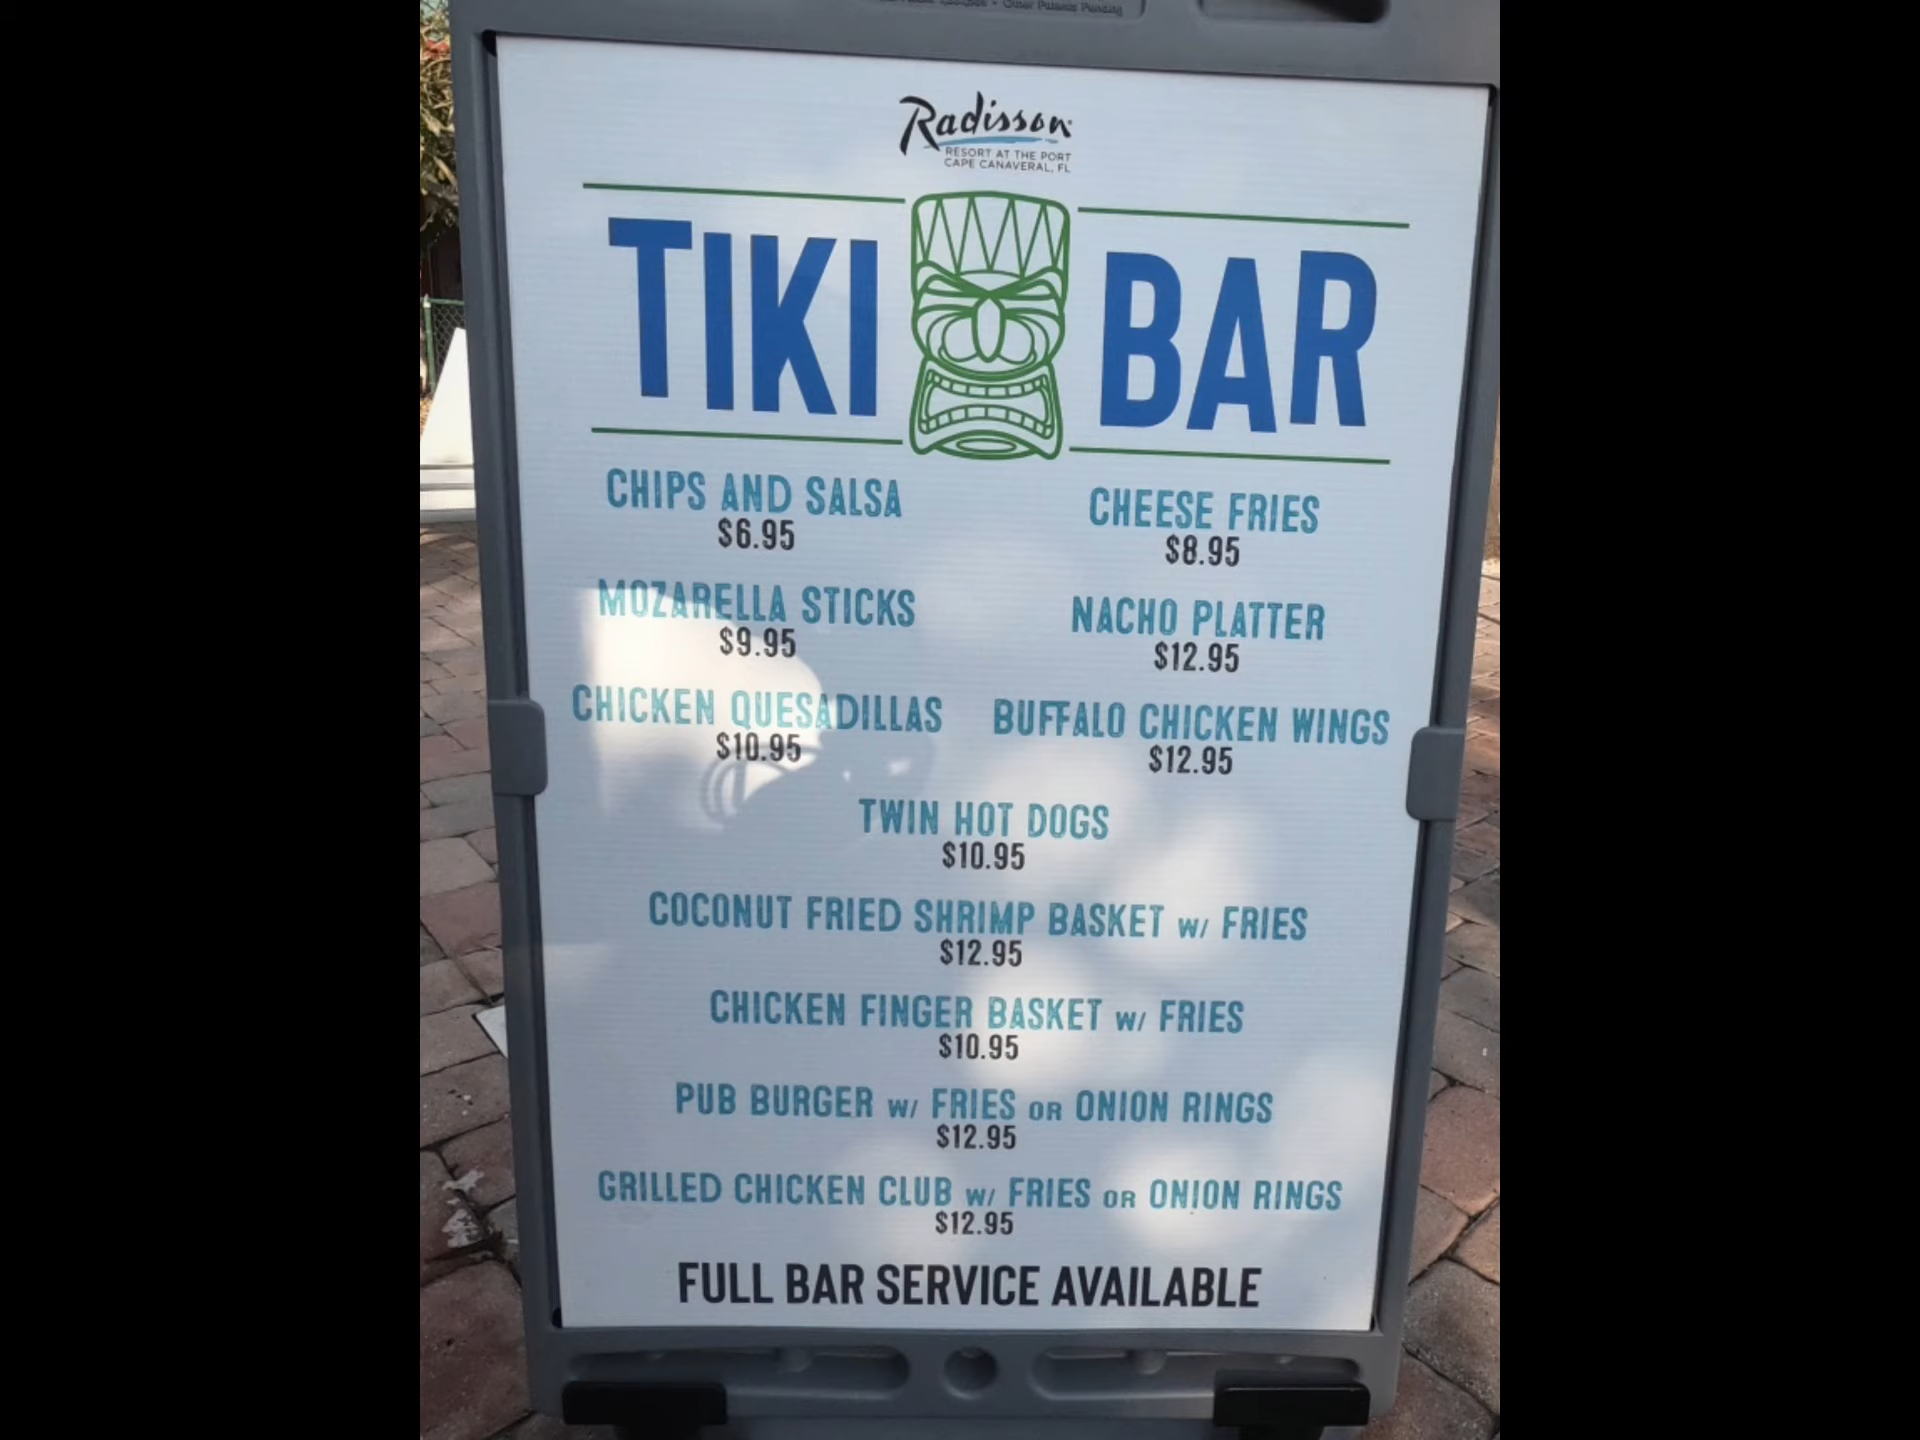 Other Patents Pending
Radisson
RESORT AT THE PORT
CAPE CANAVERAL, FL
TIKI BAR
CHIPS AND SALSA
$6.95
CHEESE FRIES
$8.95
MOZARELLA STICKS
$9.95
NACHO PLATTER
$12.95
CHICKEN QUESADILLAS
$10.95
BUFFALO CHICKEN WINGS
$12.95
TWIN HOT DOGS
$10.95
COCONUT FRIED SHRIMP BASKET W/ FRIES
$12.95
CHICKEN FINGER BASKET W/ FRIES
$10.95
PUB BURGER W/ FRIES OR ONION RINGS
$12.95
GRILLED CHICKEN CLUB W/ FRIES OR ONION RINGS
$12.95
FULL BAR SERVICE AVAILABLE